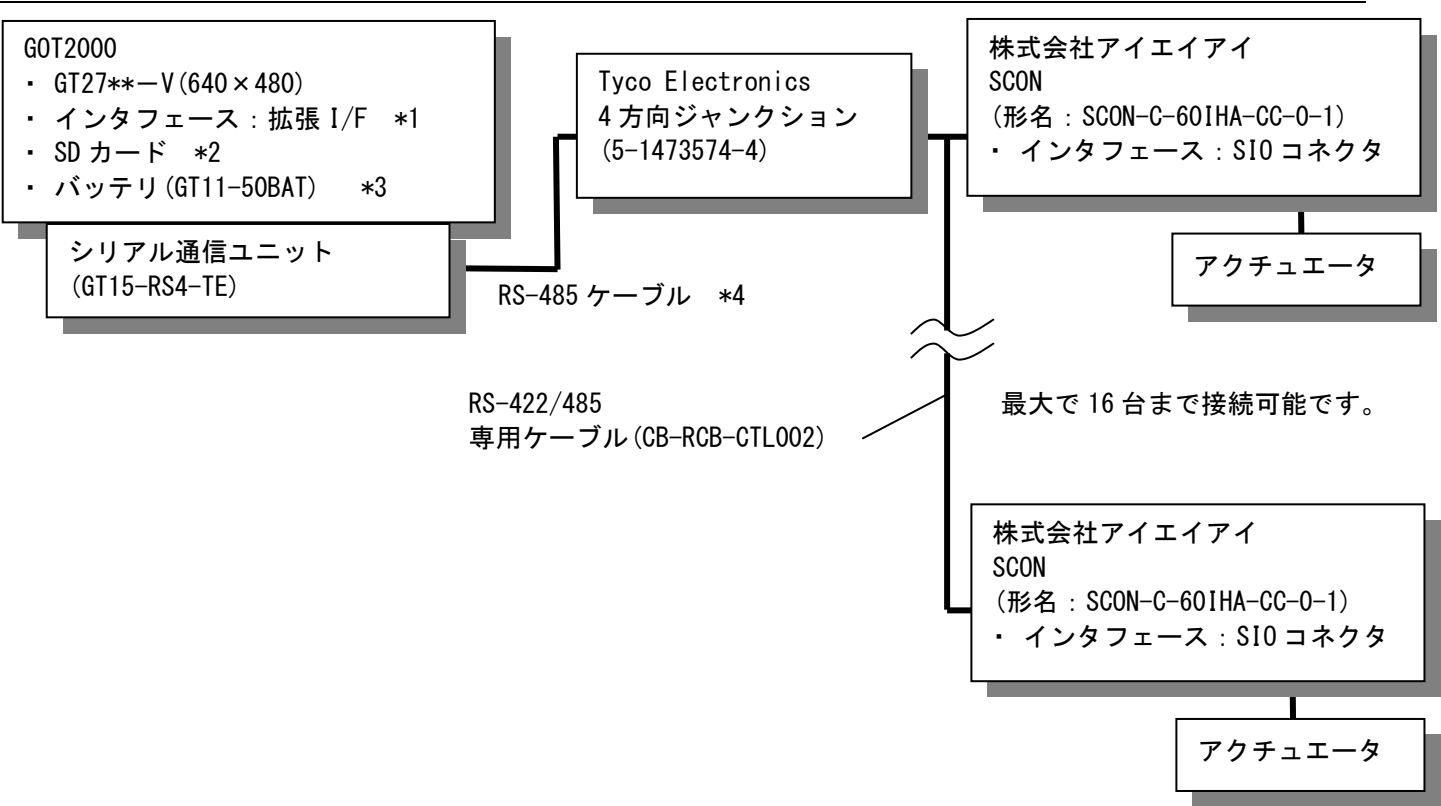 GOT2000
・ GT27**－V(640×480)
・ インタフェース：拡張 I/F *1
・ SD カード *2
・ バッテリ(GT11-50BAT) *3
シリアル通信ユニット
(GT15-RS4-TE)
RS-485 ケーブル *4
Tyco Electronics
4 方向ジャンクション
(5-1473574-4)
株式会社アイエイアイ
SCON
(形名：SCON-C-60IHA-CC-0-1)
・ インタフェース：SIO コネクタ
アクチュエータ
RS-422/485
専用ケーブル(CB-RCB-CTL002)
最大で 16 台まで接続可能です。
株式会社アイエイアイ
SCON
(形名：SCON-C-60IHA-CC-0-1)
・ インタフェース：SIO コネクタ
アクチュエータ